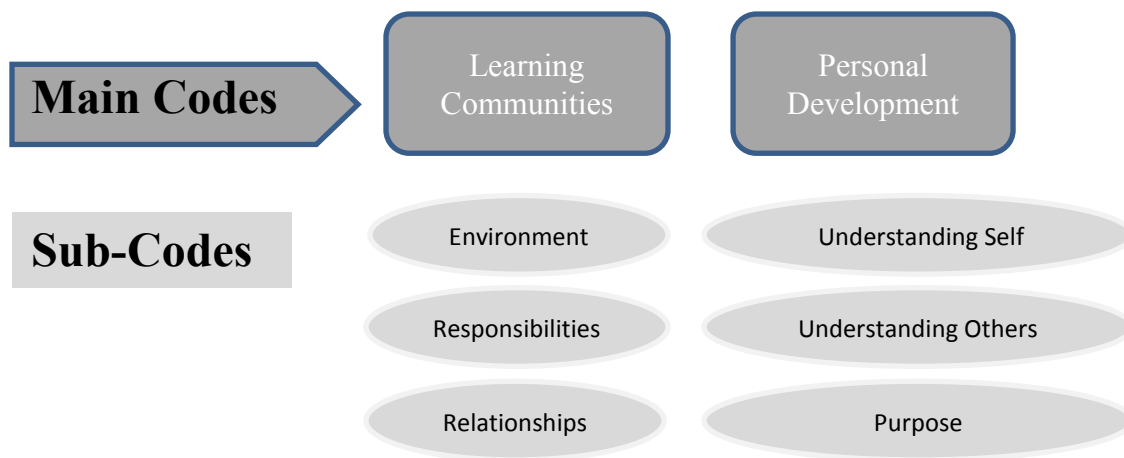 Main Codes
Learning
Communities
Personal
Development
Sub-Codes
Environment
Understanding Self
Responsibilities
Understanding Others
Relationships
Purpose